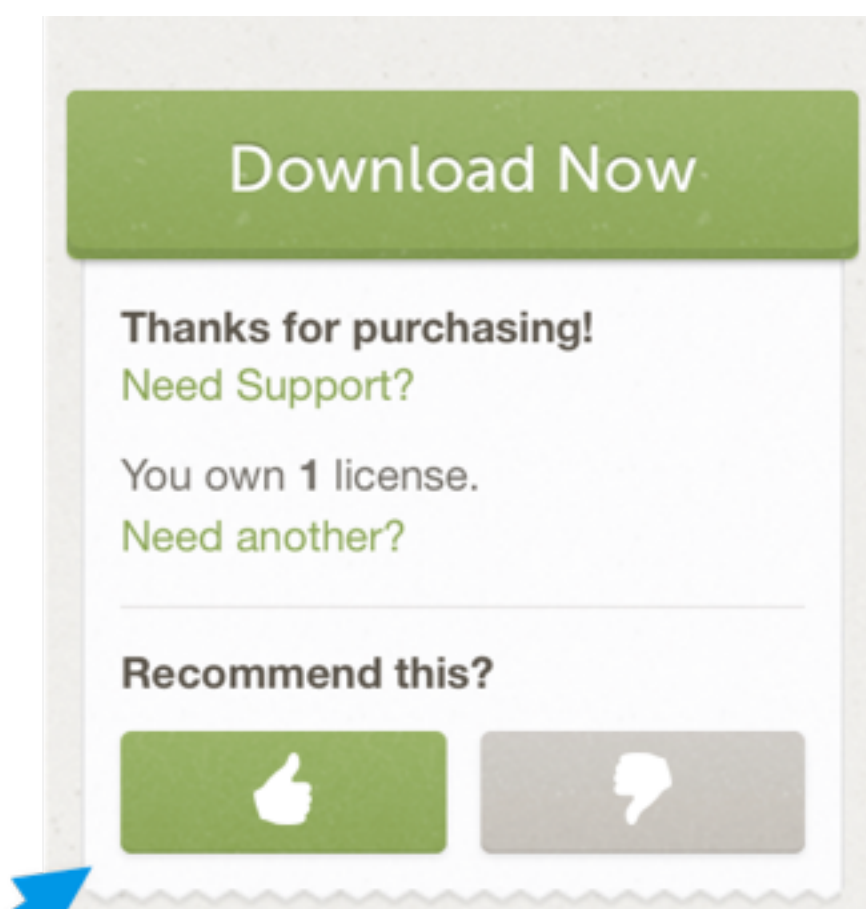 Download Now
Thanks for purchasing!
Need Support?
You own 1 license.
Need another?
Recommend this?